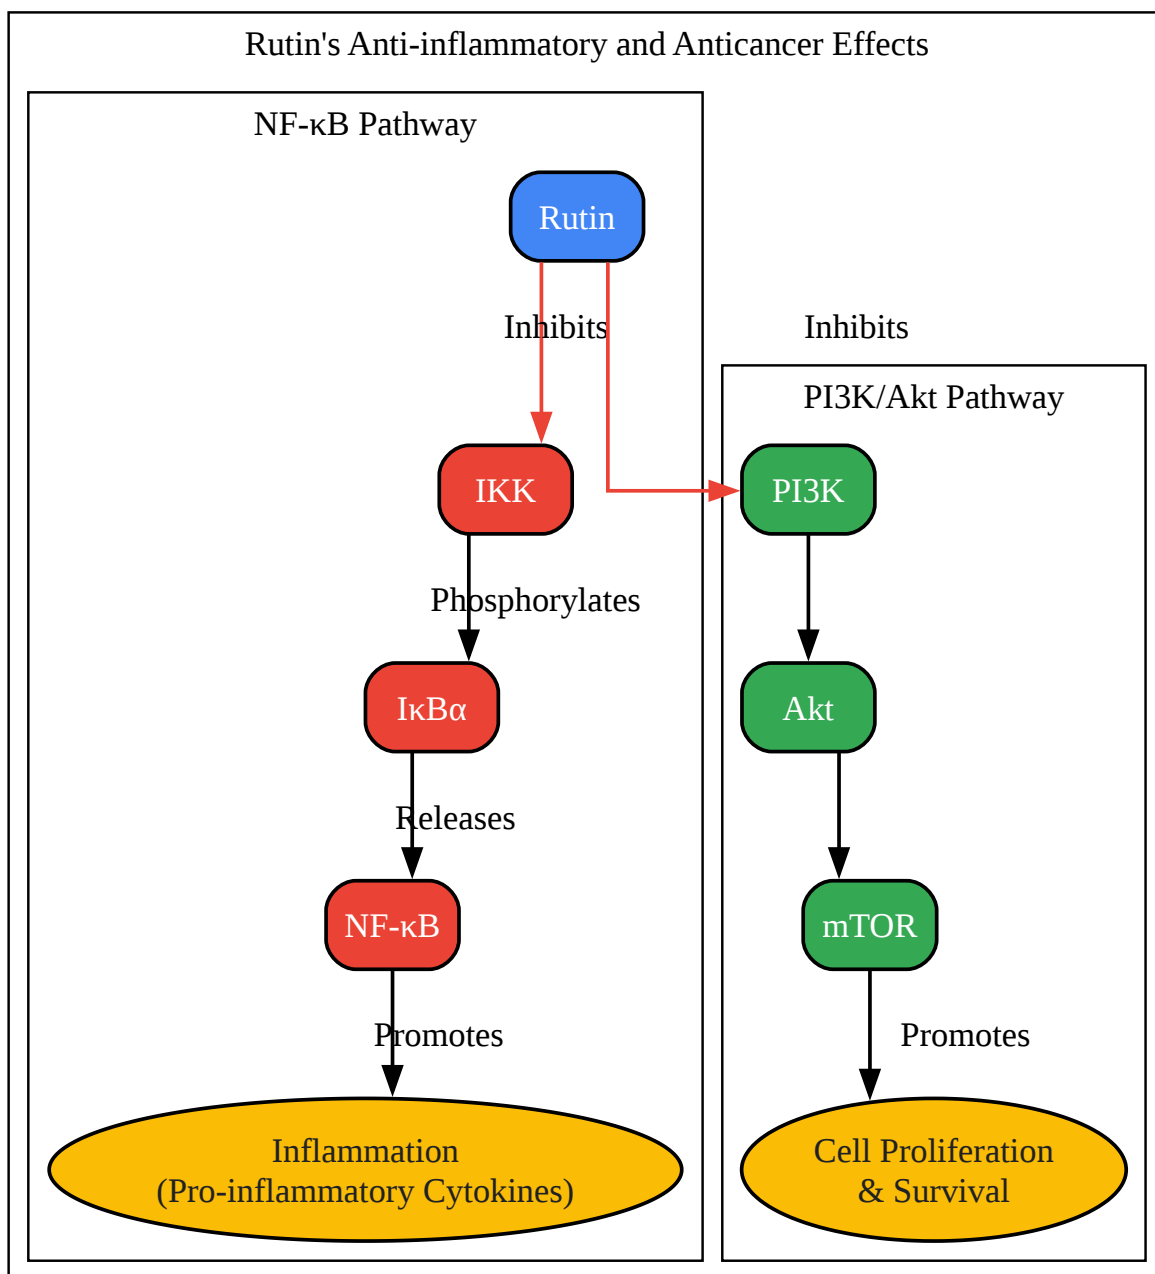 Rutin's Anti-inflammatory and Anticancer Effects
NF-κB Pathway
Rutin
Inhibits
IKK
Phosphorylates
IκBα
Releases
NF-κB
Promotes
Inflammation
(Pro-inflammatory Cytokines)
Inhibits
PI3K/Akt Pathway
PI3K
Akt
mTOR
Promotes
Cell Proliferation
& Survival